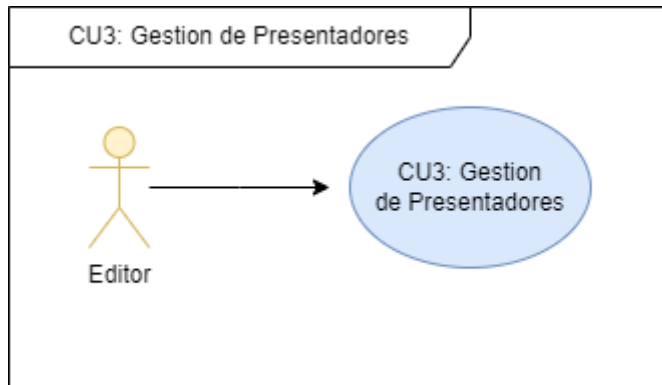 CU3: Gestion de Presentadores
CU3: Gestion
de Presentadores
Editor